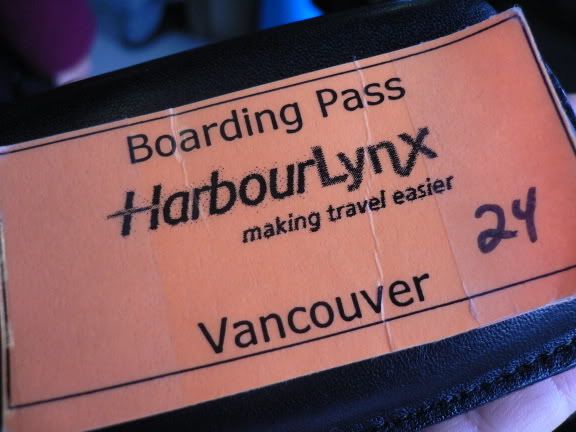 Boarding Pass
HarbourLynx
making travel easier
24
Vancouver